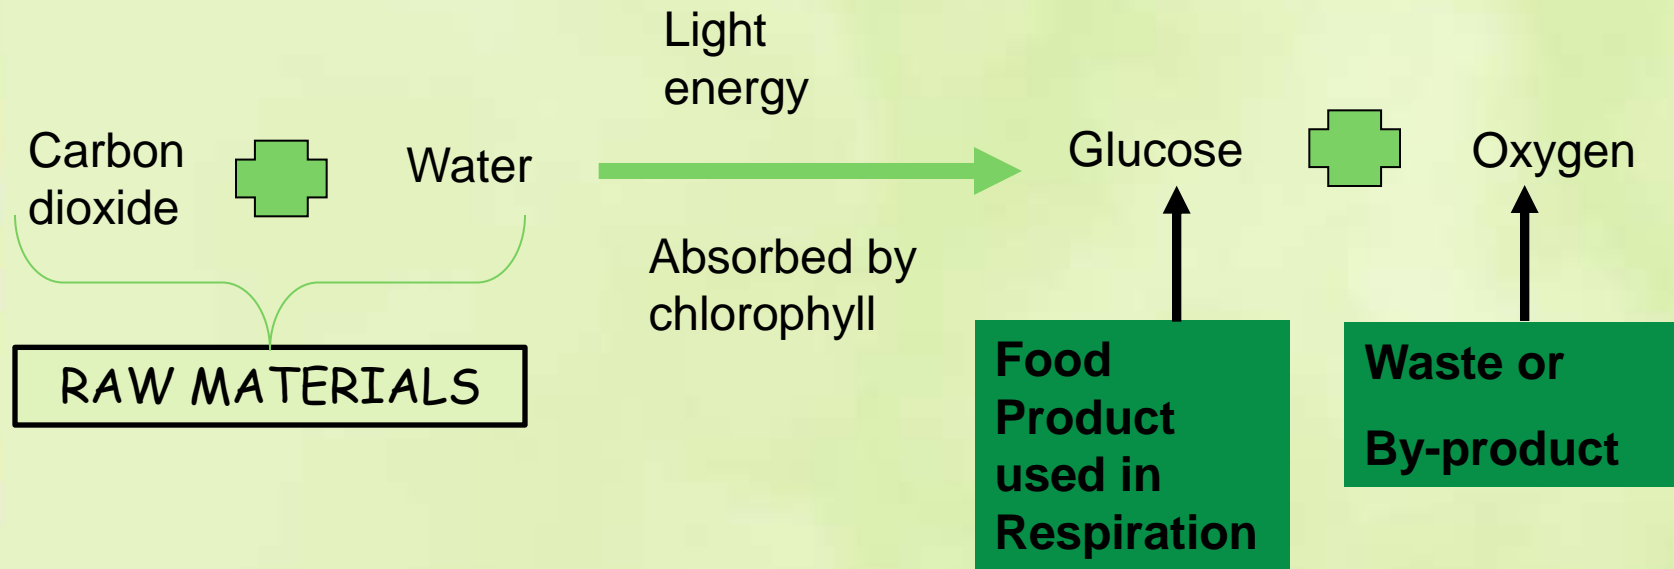 Light
energy
Carbon
dioxide
Water
Glucose
Oxygen
Absorbed by
chlorophyll
RAW MATERIALS
Food
Product
used in
Respiration
Waste or
By-product